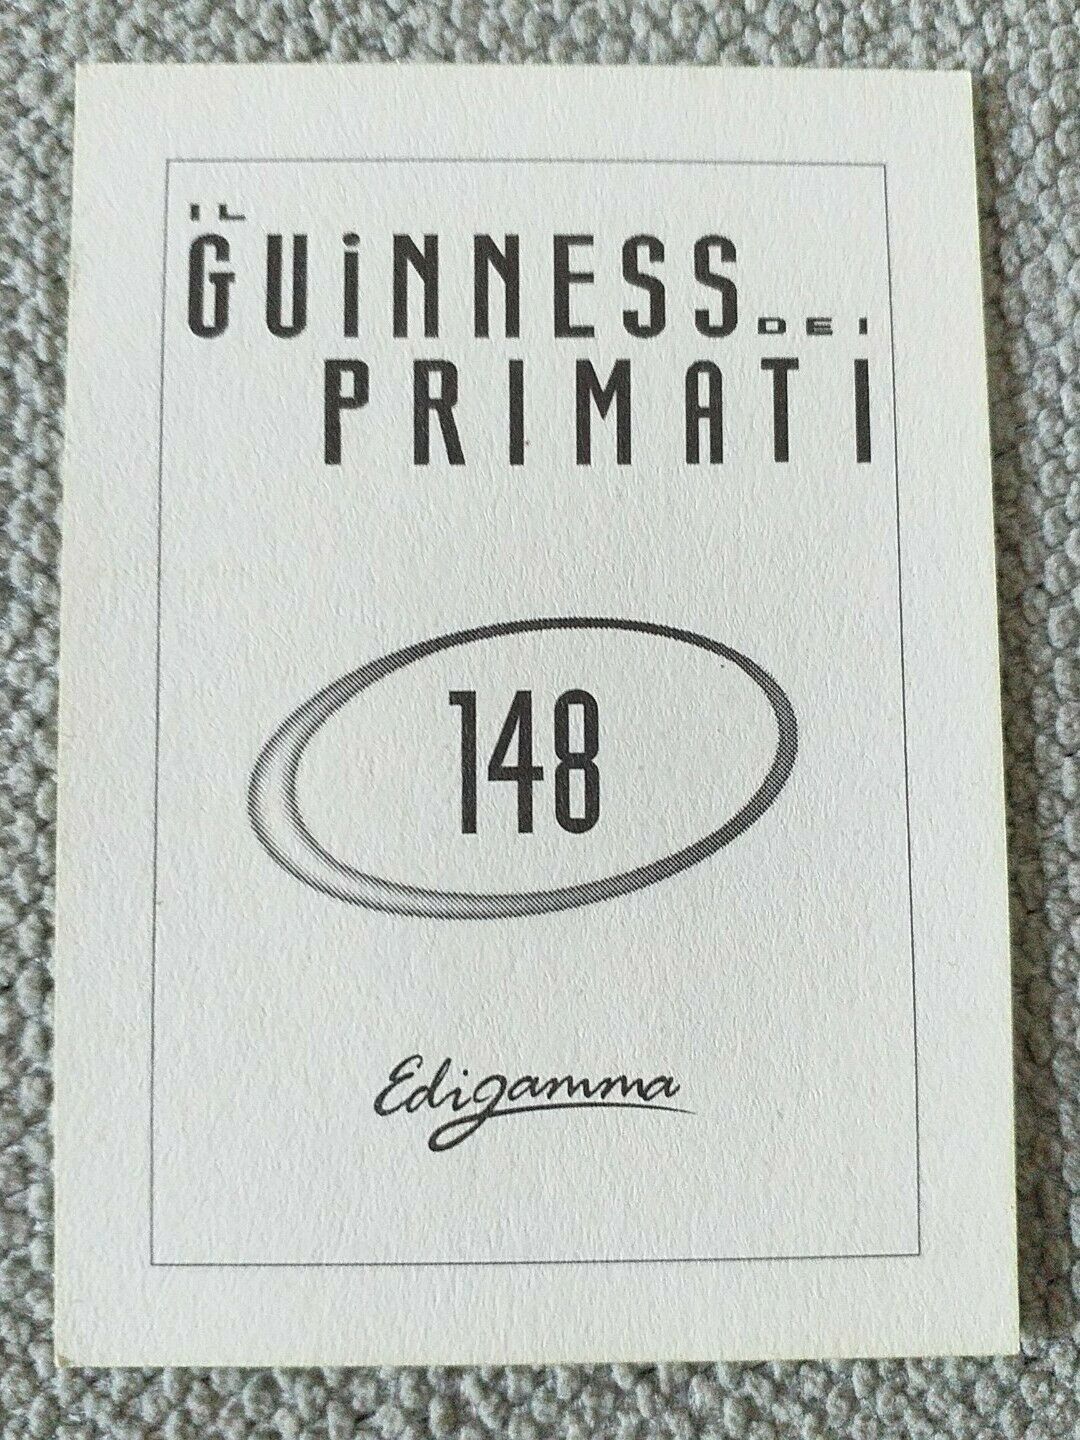 IL
GUiNNESS DEI
PRIMATI
148
Edigamma